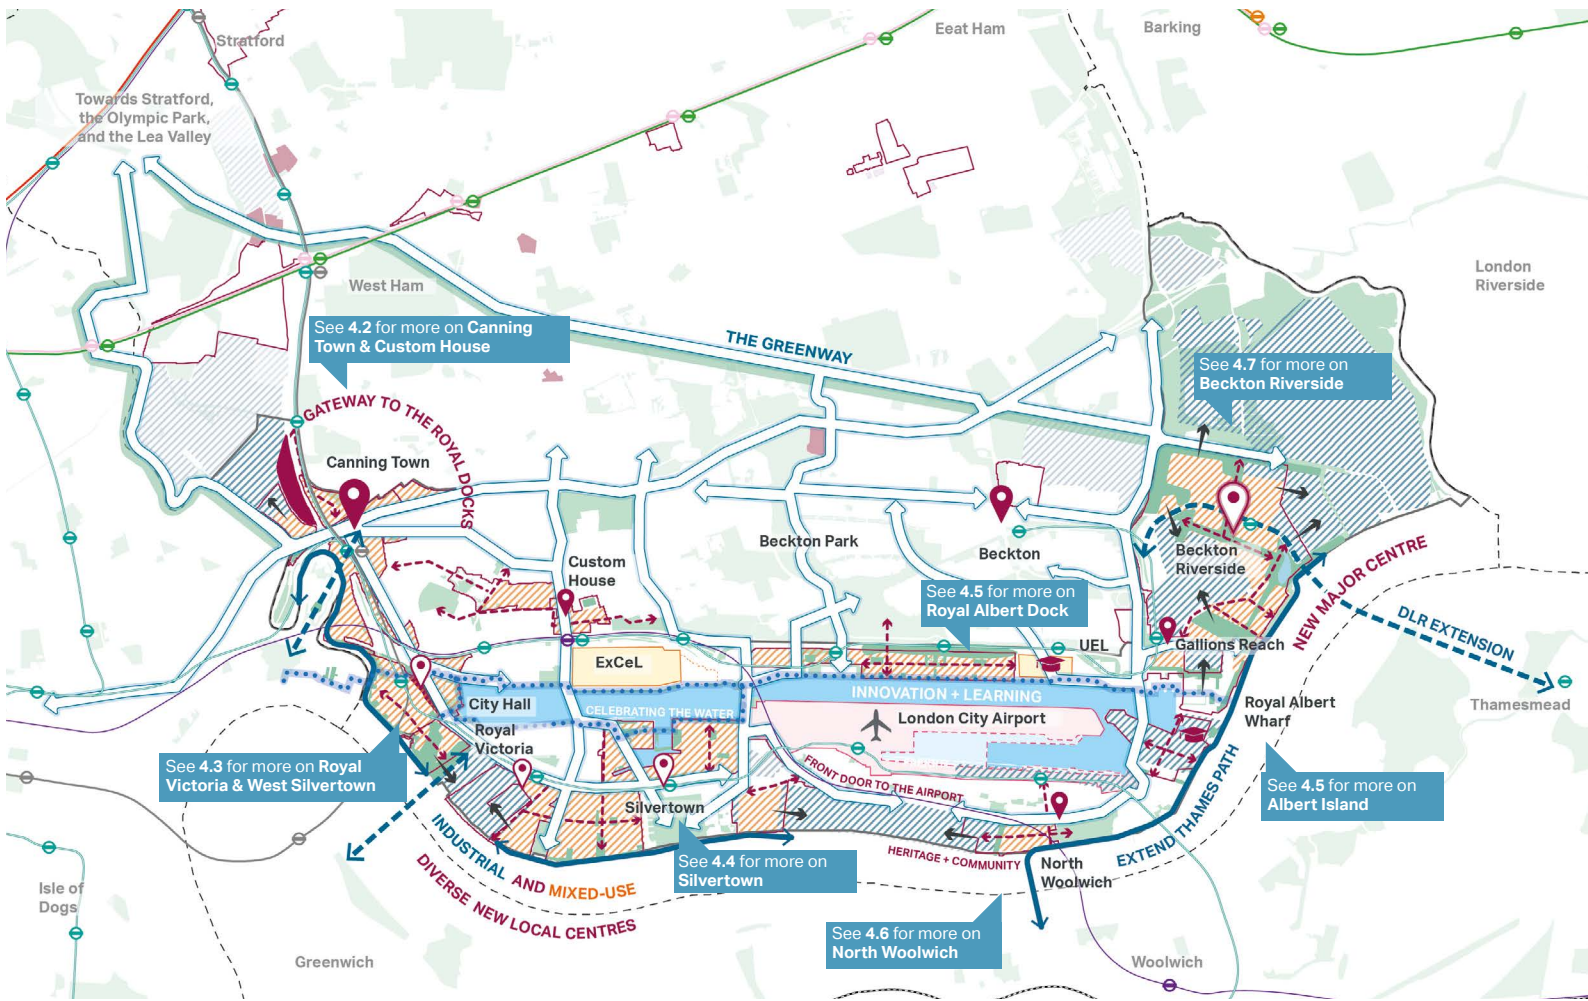 Stratford
Eeat Ham
Barking
Towards Stratford,
the Olympic Park,
and the Lea Valley
London
Riverside
West Ham
See 4.2 for more on Canning
Town & Custom House
THE GREENWAY
See 4.7 for more on
Beckton Riverside
GATEWAY TO THE ROYAL DOCKS
Canning Town
Beckton Park
Beckton
Beckton
Riverside
Custom
House
NEW MAJOR CENTRE
See 4.5 for more on
Royal Albert Dock
DLR EXTENSION
UEL
Gallions Reach
ExCeL
City Hall
CELEBRATING THE WATER
INNOVATION + LEARNING
London City Airport
Royal Albert
Wharf
Thamesmead
Royal
Victoria
See 4.3 for more on Royal
Victoria & West Silvertown
FRONT DOOR TO THE AIRPORT
See 4.5 for more on
Albert Island
Silvertown
EXTEND THAMES PATH
INDUSTRIAL AND MIXED-USE
DIVERSE NEW LOCAL CENTRES
See 4.4 for more on
Silvertown
HERITAGE + COMMUNITY
North
Woolwich
Isle of
Dogs
See 4.6 for more on
North Woolwich
Greenwich
Woolwich